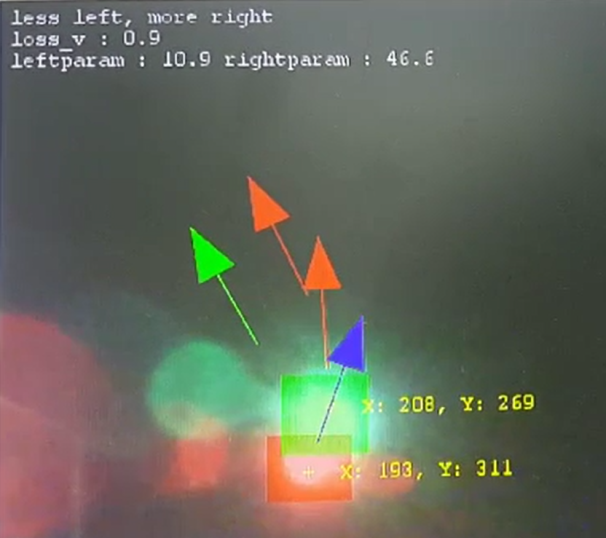 less left, more right
loss_v : 0.9
leftparam : 10.9 rightparam : 46.6
X: 208, Y: 269
X: 193, Y: 311